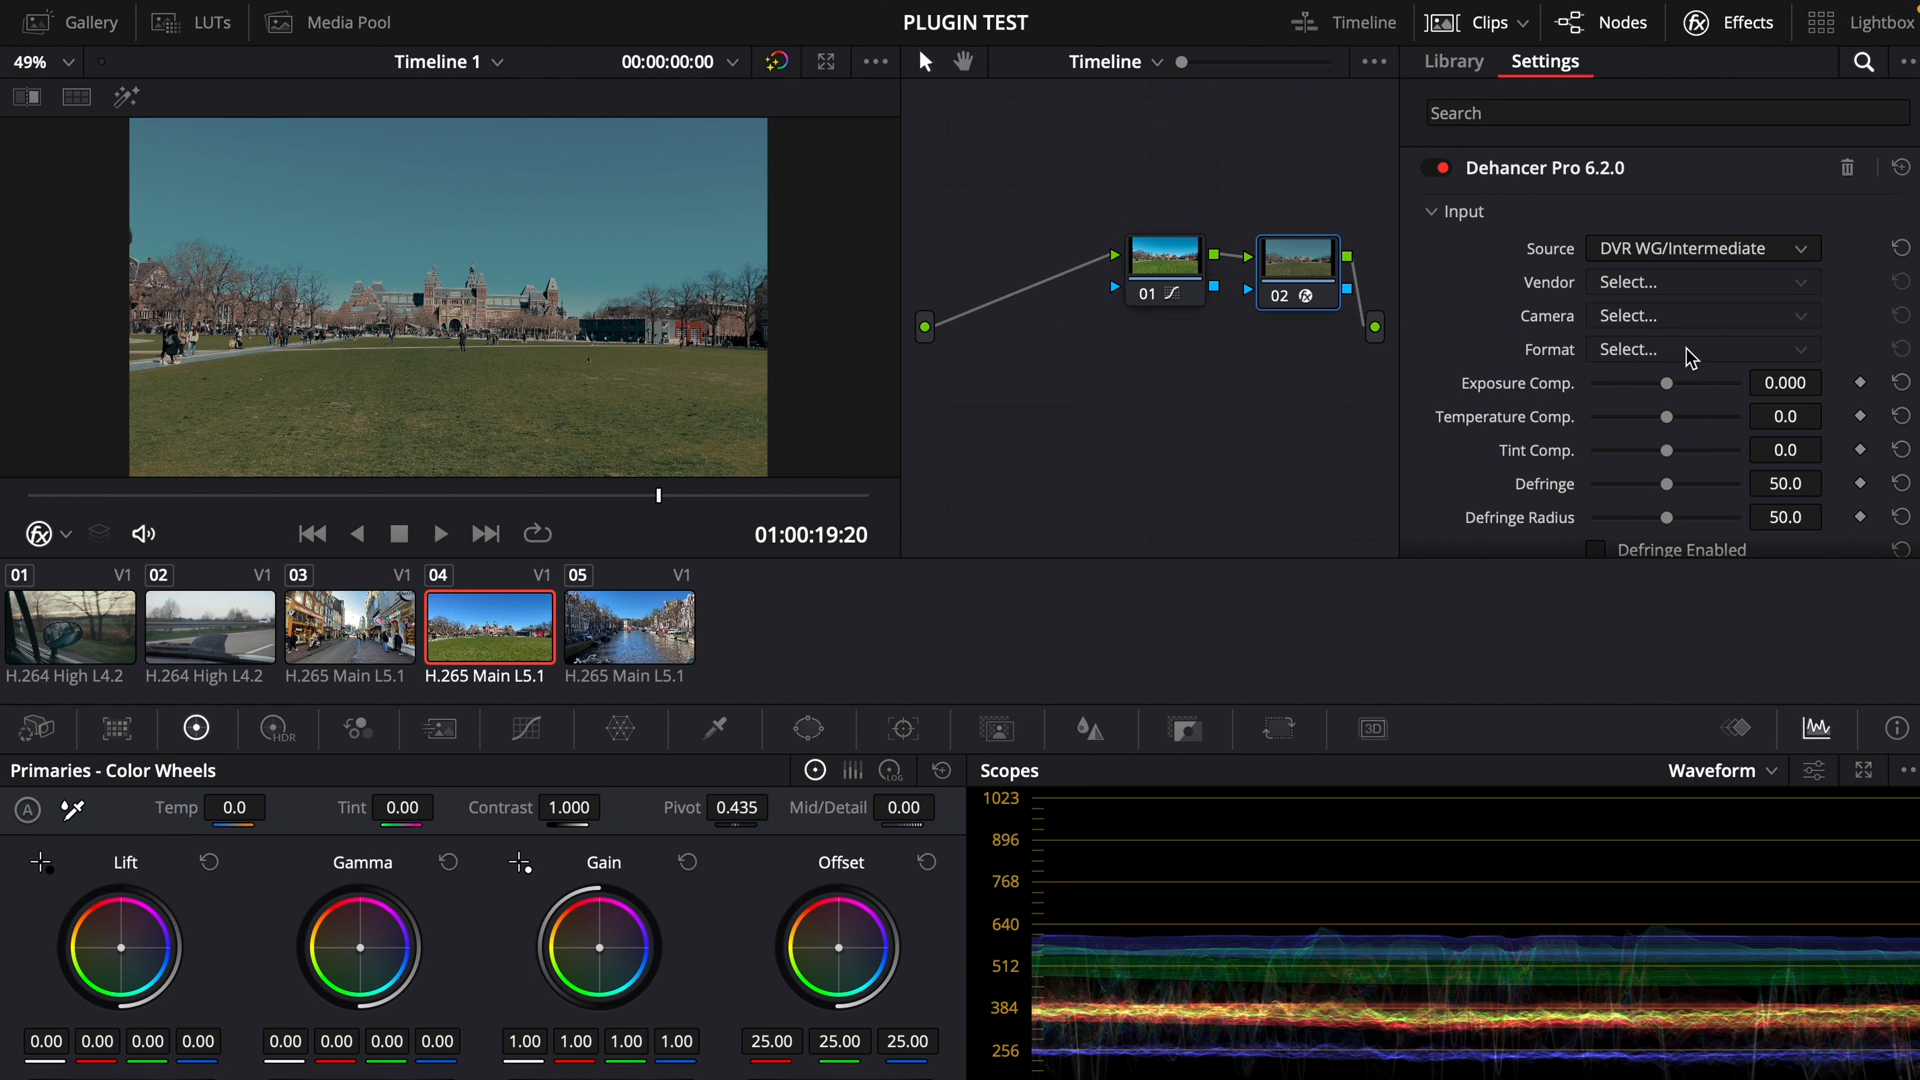 Gallery LUTs Media Pool PLUGIN TEST Timeline Clips Nodes Effects Lightbox
49% Timeline 1 00:00:00:00 Timeline Library Settings
Search
Dehancer Pro 6.2.0
Input
Source DVR WG/Intermediate
Vendor Select...
Camera Select...
Format Select...
Exposure Comp. 0.000
Temperature Comp. 0.0
Tint Comp. 0.0
Defringe 50.0
Defringe Radius 50.0
Defringe Enabled
01 02
01:00:19:20
01 V1 02 V1 03 V1 04 V1 05 V1
H.264 High L4.2 H.264 High L4.2 H.265 Main L5.1 H.265 Main L5.1 H.265 Main L5.1
HDR 3D
Primaries - Color Wheels LOG Scopes Waveform
A Temp 0.0 Tint 0.00 Contrast 1.000 Pivot 0.435 Mid/Detail 0.00
Lift Gamma Gain Offset
0.00 0.00 0.00 0.00 0.00 0.00 0.00 0.00 1.00 1.00 1.00 1.00 25.00 25.00 25.00
1023
896
768
640
512
384
256